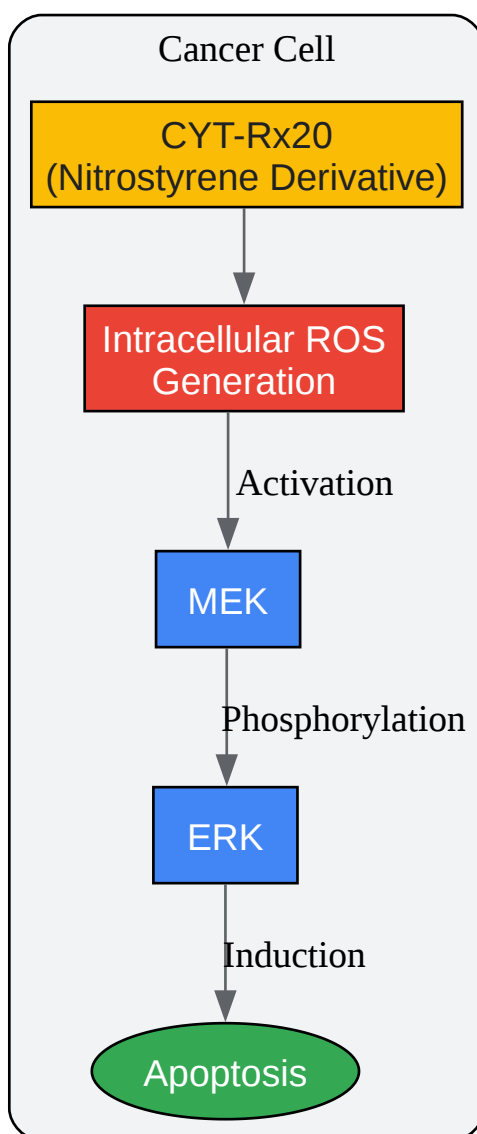 Cancer Cell
CYT-Rx20
(Nitrostyrene Derivative)
Intracellular ROS
Generation
Activation
MEK
Phosphorylation
ERK
Induction
Apoptosis